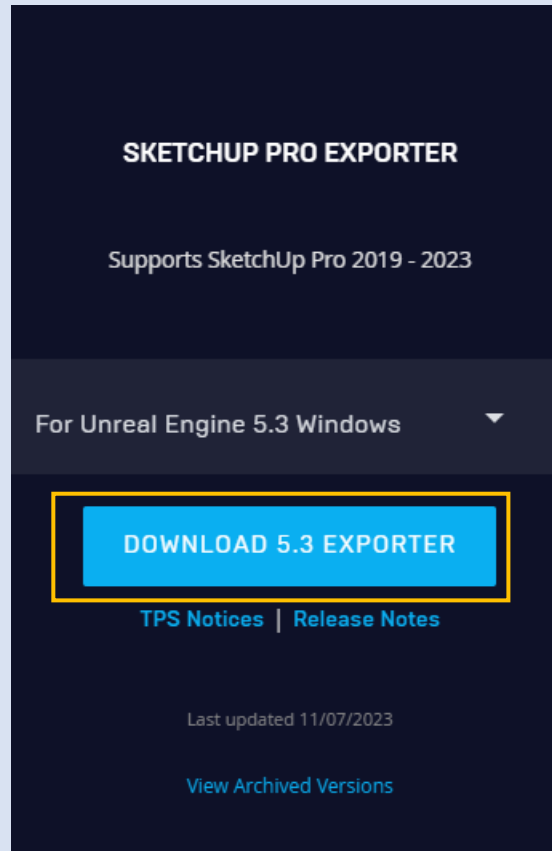 SKETCHUP PRO EXPORTER
Supports SketchUp Pro 2019 - 2023
For Unreal Engine 5.3 Windows
DOWNLOAD 5.3 EXPORTER
TPS Notices | Release Notes
Last updated 11/07/2023
View Archived Versions